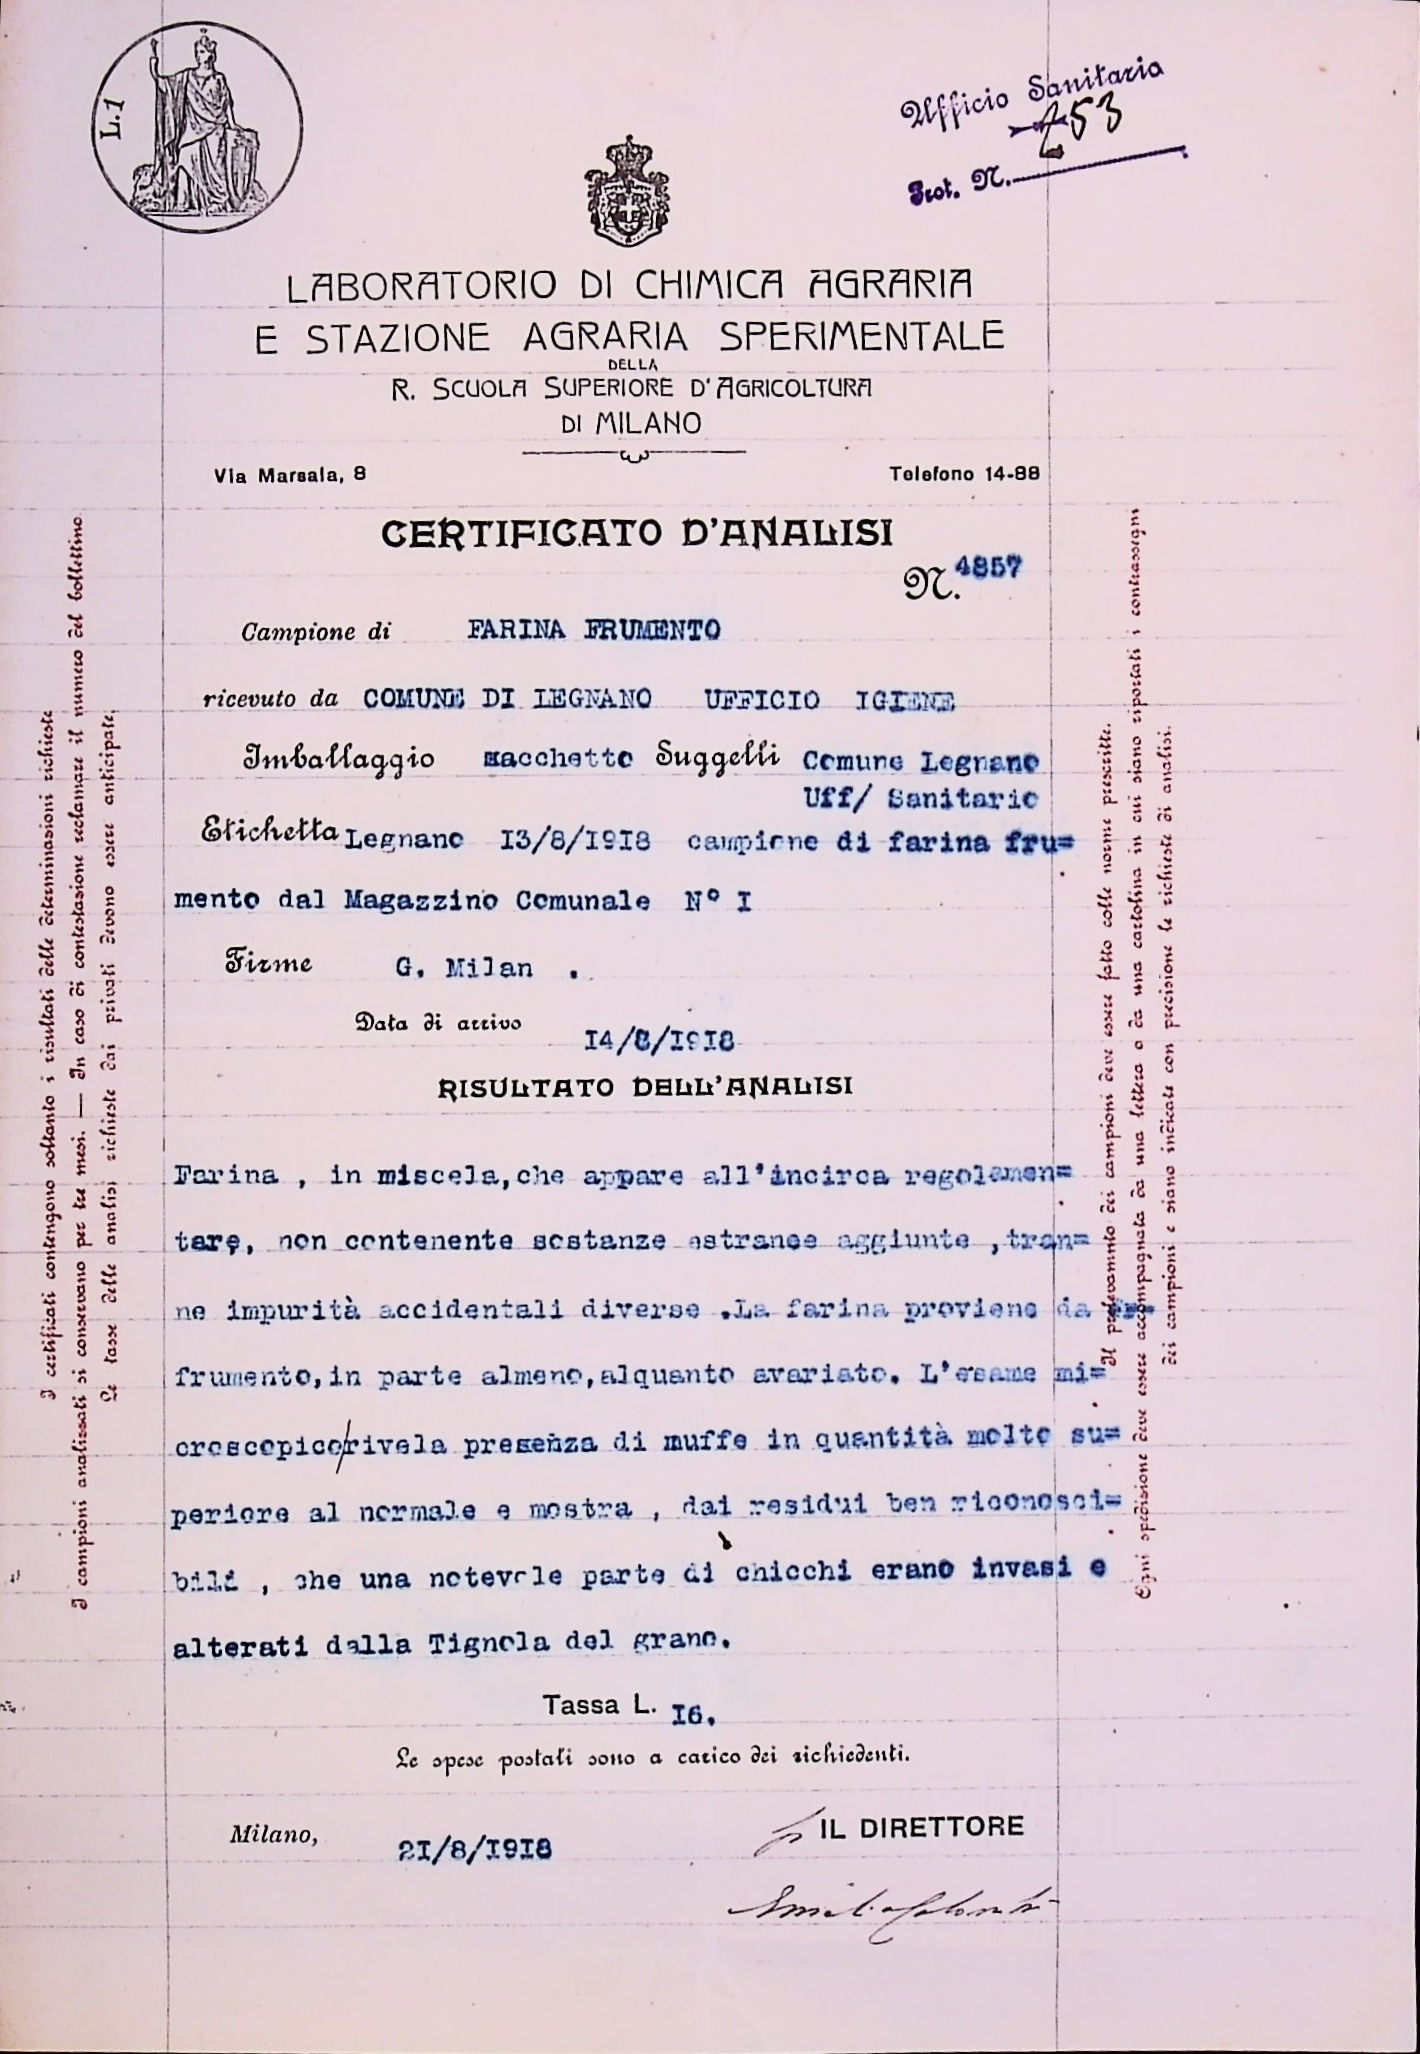 L.1
Ufficio Sanitario
253
Prot. N.
LABORATORIO DI CHIMICA AGRARIA
E STAZIONE AGRARIA SPERIMENTALE
DELLA
R. SCUOLA SUPERIORE D'AGRICOLTURA
DI MILANO
Via Marsala, 8 Telefono 14-88
CERTIFICATO D'ANALISI
N. 4857
Campione di FARINA FRUMENTO
ricevuto da COMUNE DI LEGNANO UFFICIO IGIENE
Imballaggio sacchetto Suggelli Comune Legnano
Uff/ Sanitario
Etichetta Legnano I3/8/I9I8 campione di farina fru=
mento dal Magazzino Comunale N° I
Firme G. Milan .
Data di arrivo I4/8/I9I8
RISULTATO DELL'ANALISI
Farina , in miscela,che appare all'incirca regolamen=
tare, non contenente sostanze estranee aggiunte ,tran=
ne impurità accidentali diverse .La farina proviene da fr.
frumento,in parte almeno,alquanto avariato. L'esame mi=
croscopico/rivela presenza di muffe in quantità molto su=
periore al normale e mostra , dai residui ben riconosci=
bili , che una notevole parte di chicchi erano invasi e
alterati dalla Tignola del grano.
Tassa L. I6.
Le spese postali sono a carico dei richiedenti.
Milano, 2I/8/I9I8
IL DIRETTORE
I certificati contengono soltanto i risultati delle determinazioni richieste
I campioni analizzati si conservano per tre mesi. — In caso di contestazione reclamare il numero del bollettino.
Le tasse delle analisi richieste dai privati devono essere anticipate.
Il prelevamnto dei campioni deve essere fatto colle norme prescritte.
Ogni spedizione deve essere accompagnata da una lettera o da una cartolina in cui siano riportati i contrassegni
dei campioni e siano indicate con precisione le richieste di analisi.